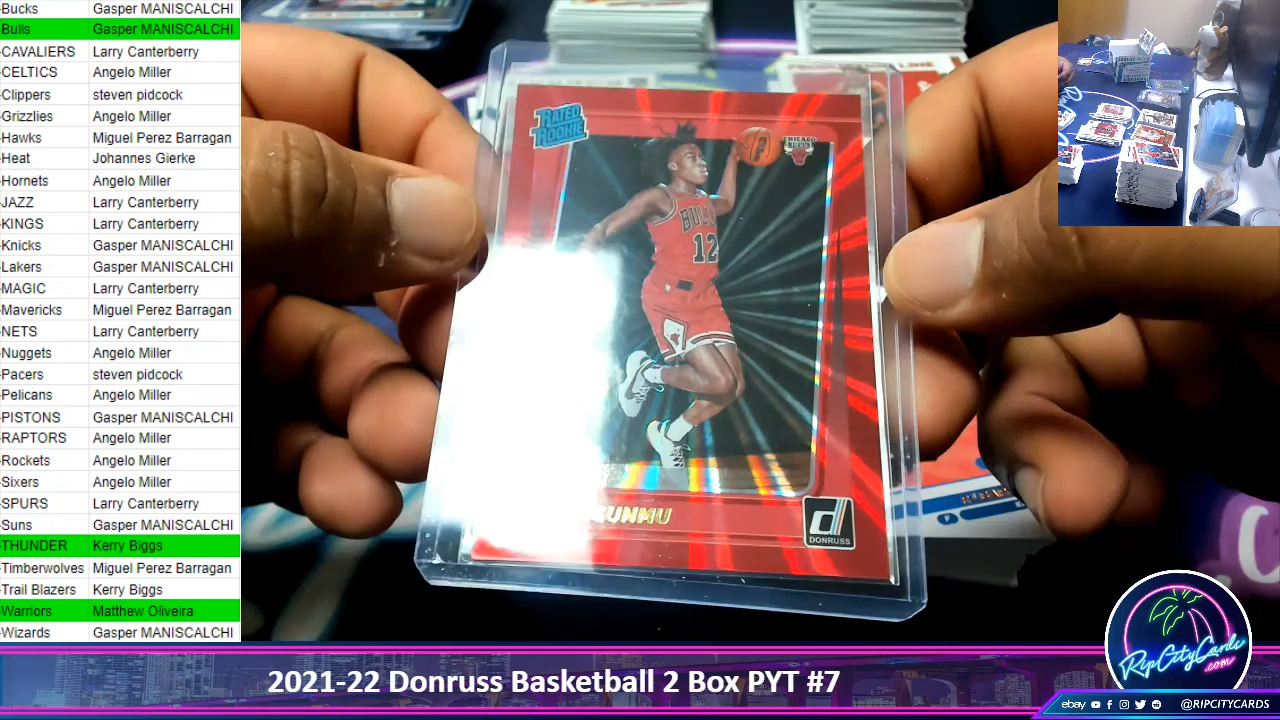 -Bucks Gasper MANISCALCHI
-Bulls Gasper MANISCALCHI
-CAVALIERS Larry Canterberry
-CELTICS Angelo Miller
-Clippers steven pidcock
-Grizzlies Angelo Miller
-Hawks Miguel Perez Barragan
-Heat Johannes Gierke
-Hornets Angelo Miller
-JAZZ Larry Canterberry
-KINGS Larry Canterberry
-Knicks Gasper MANISCALCHI
-Lakers Gasper MANISCALCHI
-MAGIC Larry Canterberry
-Mavericks Miguel Perez Barragan
-NETS Larry Canterberry
-Nuggets Angelo Miller
-Pacers steven pidcock
-Pelicans Angelo Miller
-PISTONS Gasper MANISCALCHI
-RAPTORS Angelo Miller
-Rockets Angelo Miller
-Sixers Angelo Miller
-SPURS Larry Canterberry
-Suns Gasper MANISCALCHI
-THUNDER Kerry Biggs
-Timberwolves Miguel Perez Barragan
-Trail Blazers Kerry Biggs
-Warriors Matthew Oliveira
-Wizards Gasper MANISCALCHI
RATED
ROOKIE
CHICAGO
BULLS
BULLS
12
SUNMU
DONRUSS
RipCityCards
.com
2021-22 Donruss Basketball 2 Box PYT #7
ebay @RIPCITYCARDS